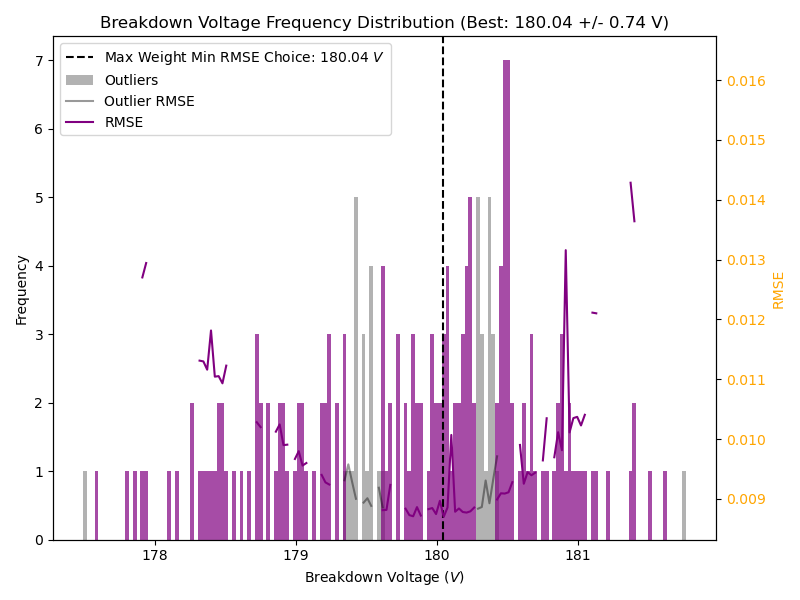 Breakdown Voltage Frequency Distribution (Best: 180.04 +/- 0.74 V)
Max Weight Min RMSE Choice: 180.04 V
Outliers
Outlier RMSE
RMSE
Frequency
7
6
5
4
3
2
1
0
0.016
0.015
0.014
0.013
0.012
0.011
0.010
0.009
RMSE
178 179 180 181
Breakdown Voltage (V)